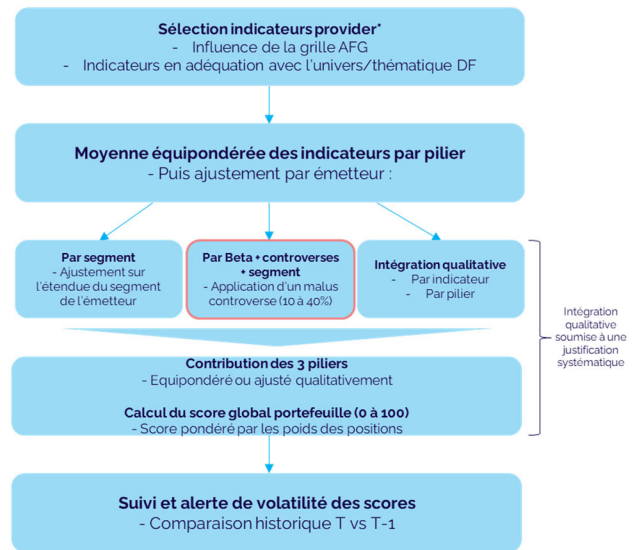 Sélection indicateurs provider*
- Influence de la grille AFG
- Indicateurs en adéquation avec l'univers/thématique DF
Moyenne équipondérée des indicateurs par pilier
- Puis ajustement par émetteur :
Par segment
- Ajustement sur
l'étendue du segment
de l'émetteur
Par Beta + controverses
+ segment
- Application d'un malus
controverse (10 à 40%)
Intégration qualitative
- Par indicateur
- Par pilier
Intégration
qualitative
soumise à une
justification
systématique
Contribution des 3 piliers
- Equipondéré ou ajusté qualitativement
Calcul du score global portefeuille (0 à 100)
- Score pondéré par les poids des positions
Suivi et alerte de volatilité des scores
- Comparaison historique T vs T-1